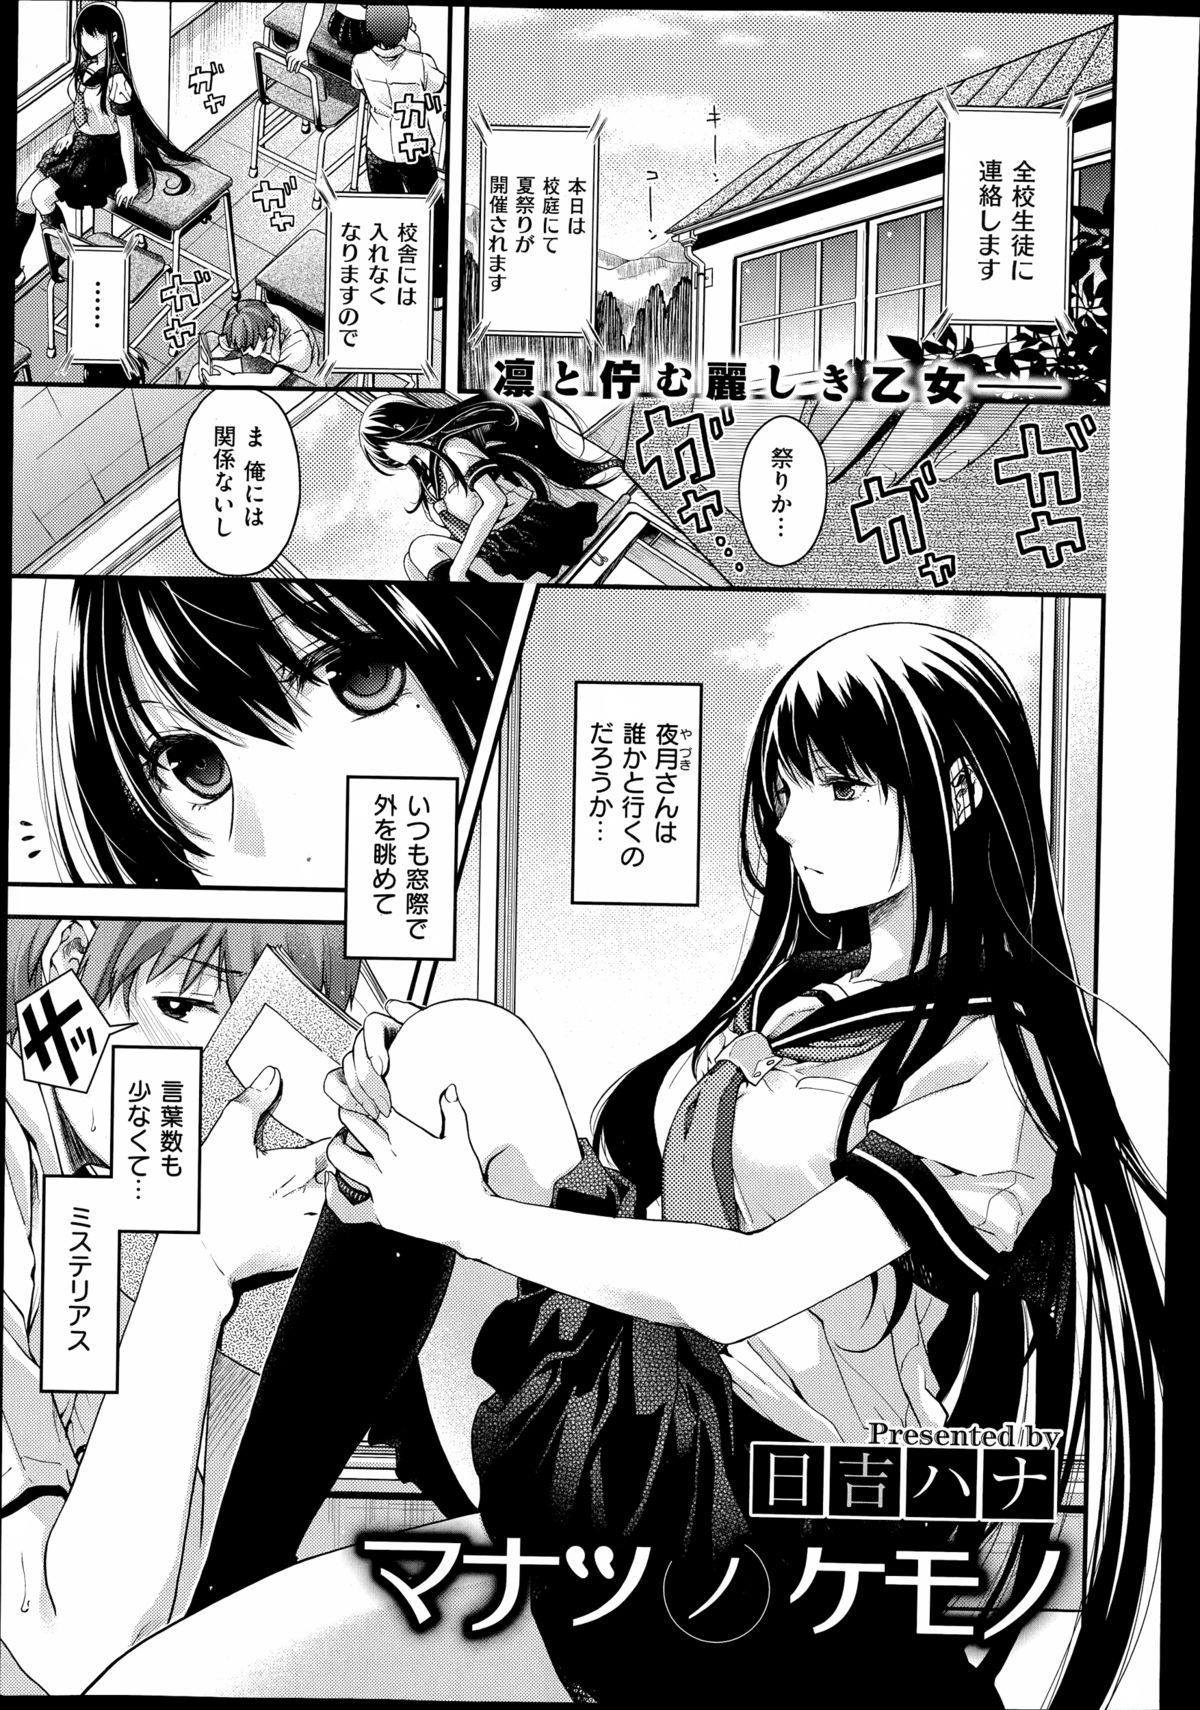 全校生徒に
連絡します
キーン
本日は
校庭にて
夏祭りが
開催されます
凛と佇む麗しき乙女――
ガヤ
ガヤ
校舎には
入れなく
なりますので
ガヤ
ガヤ
……
祭りか…
ガヤ
ガヤ
ガヤ…
ま 俺には
関係ないし
夜月さんは
やづき
誰かと行くの
だろうか…
いつも窓際で
外を眺めて
サッ
言葉数も
少なくて…
ミステリアス
Presented by
日吉ハナ
マナツノケモノ